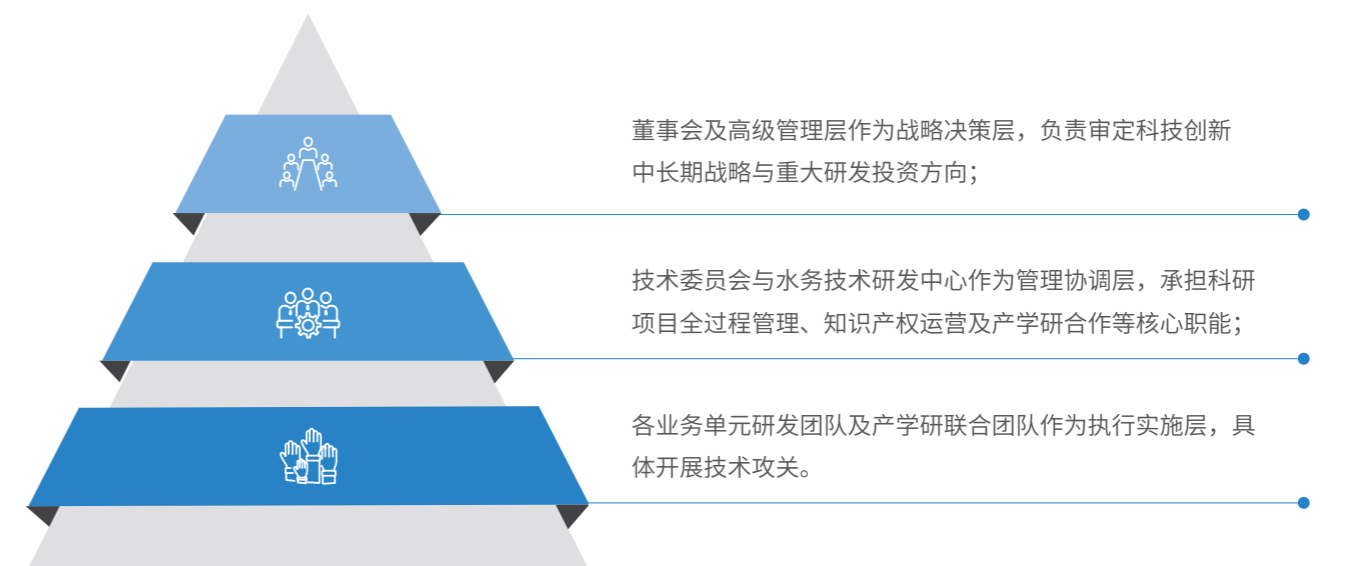 董事会及高级管理层作为战略决策层，负责审定科技创新
中长期战略与重大研发投资方向；
技术委员会与水务技术研发中心作为管理协调层，承担科研
项目全过程管理、知识产权运营及产学研合作等核心职能；
各业务单元研发团队及产学研联合团队作为执行实施层，具
体开展技术攻关。